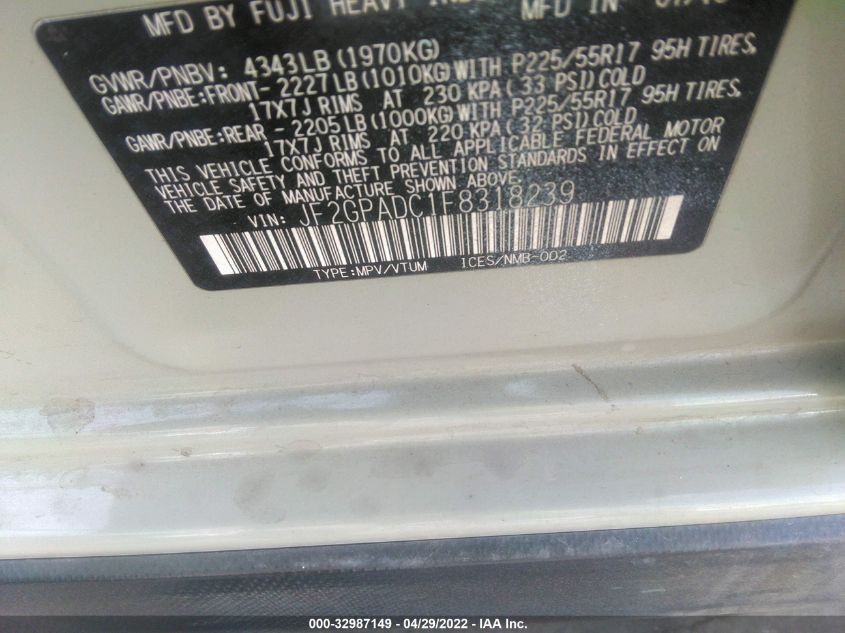 MFD BY FUJI HEAVY MFD IN
GVWR/PNBV: 4343LB (1970KG)
GAWR/PNBE:FRONT- 2227LB(1010KG)WITH P225/55R17 95H TIRES.
17X7J RIMS AT 230 KPA(33 PSI)COLD
GAWR/PNBE:REAR - 2205LB(1000KG)WITH P225/55R17 95H TIRES.
17X7J RIMS AT 220 KPA(32 PSI)COLD
THIS VEHICLE CONFORMS TO ALL APPLICABLE FEDERAL MOTOR
VEHICLE SAFETY AND THEFT PREVENTION STANDARDS IN EFFECT ON
THE DATE OF MANUFACTURE SHOWN ABOVE.
VIN: JF2GPADC1F8318239
TYPE:MPV/VTUM ICES/NMB-002
000-32987149 - 04/29/2022 - IAA Inc.